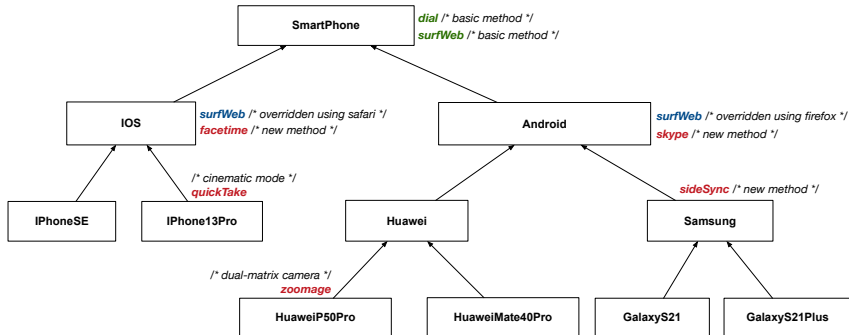 dial /* basic method */
SmartPhone
surfWeb /* basic method */
surfWeb /* overridden using safari */
IOS
facetime /* new method */
surfWeb /* overridden using firefox */
Android
skype /* new method */
/* cinematic mode */
quickTake
sideSync /* new method */
IPhoneSE
IPhone13Pro
Huawei
Samsung
/* dual-matrix camera */
zoomage
HuaweiP50Pro
HuaweiMate40Pro
GalaxyS21
GalaxyS21Plus